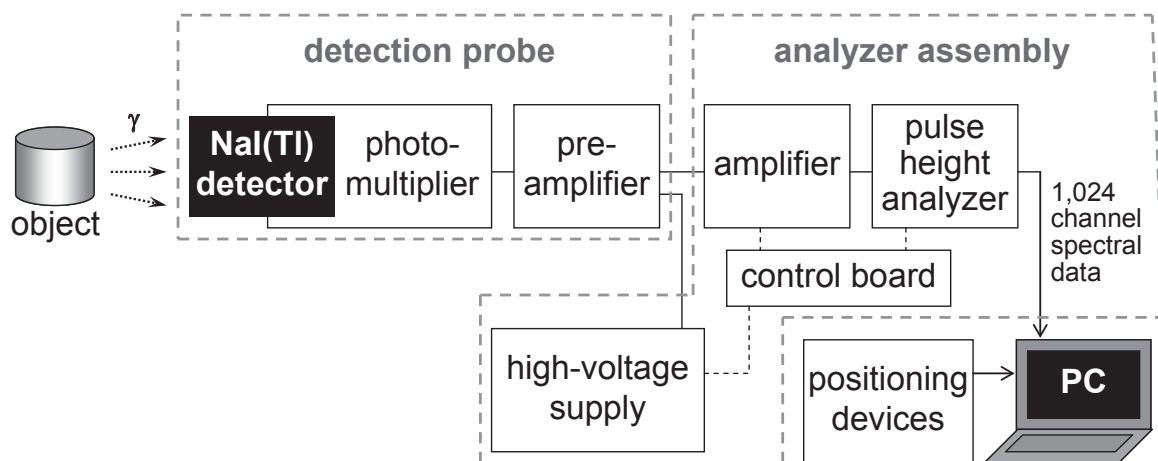 detection probe
analyzer assembly
γ
object
NaI(Tl)
detector
photo-
multiplier
pre-
amplifier
amplifier
pulse
height
analyzer
1,024
channel
spectral
data
control board
high-voltage
supply
positioning
devices
PC